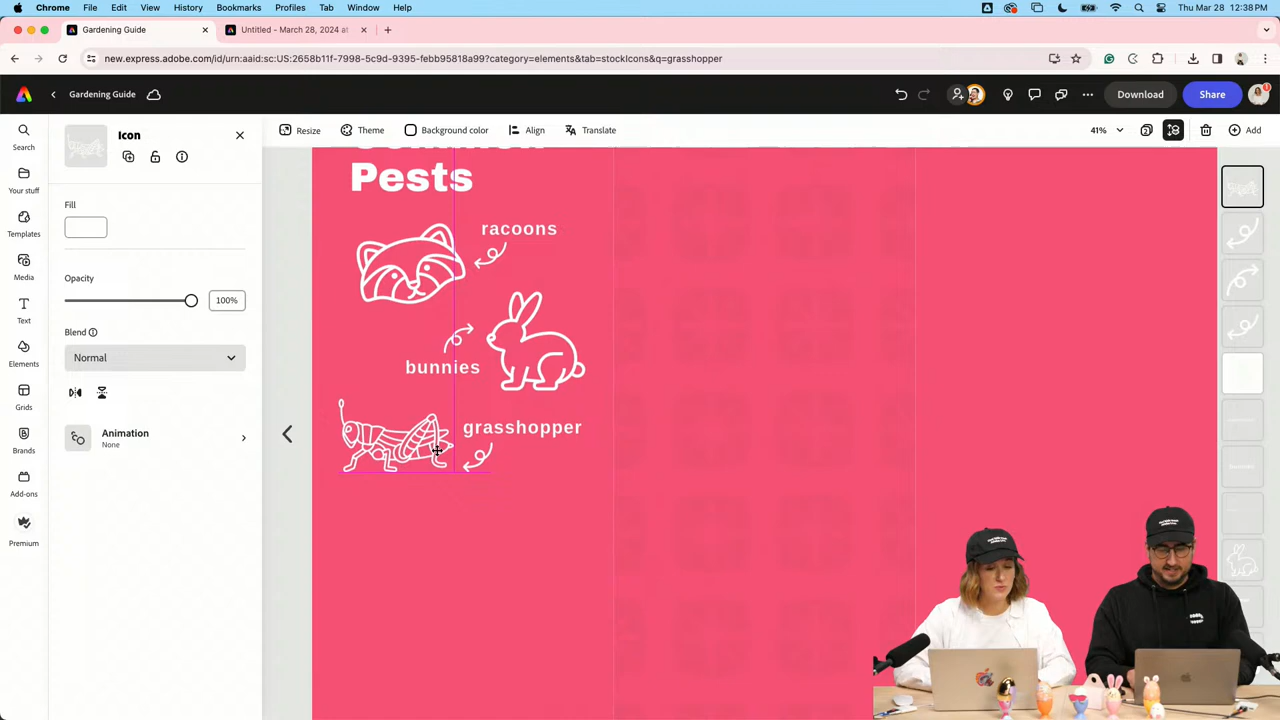 Chrome File Edit View History Bookmarks Profiles Tab Window Help Thu Mar 28 12:38 PM
Gardening Guide Untitled - March 28, 2024 at
new.express.adobe.com/id/urn:aaid:sc:US:2658b11f-7998-5c9d-9395-febb95818a99?category=elements&tab=stockIcons&q=grasshopper
Gardening Guide Download Share 1
Resize Theme Background color Align Translate 41% 2 Add
Search
Your stuff
Templates
Media
Text
Elements
Grids
Brands
Add-ons
Premium
Icon
Fill
Opacity
100%
Blend
Normal
Animation
None
Pests
racoons
bunnies
grasshopper